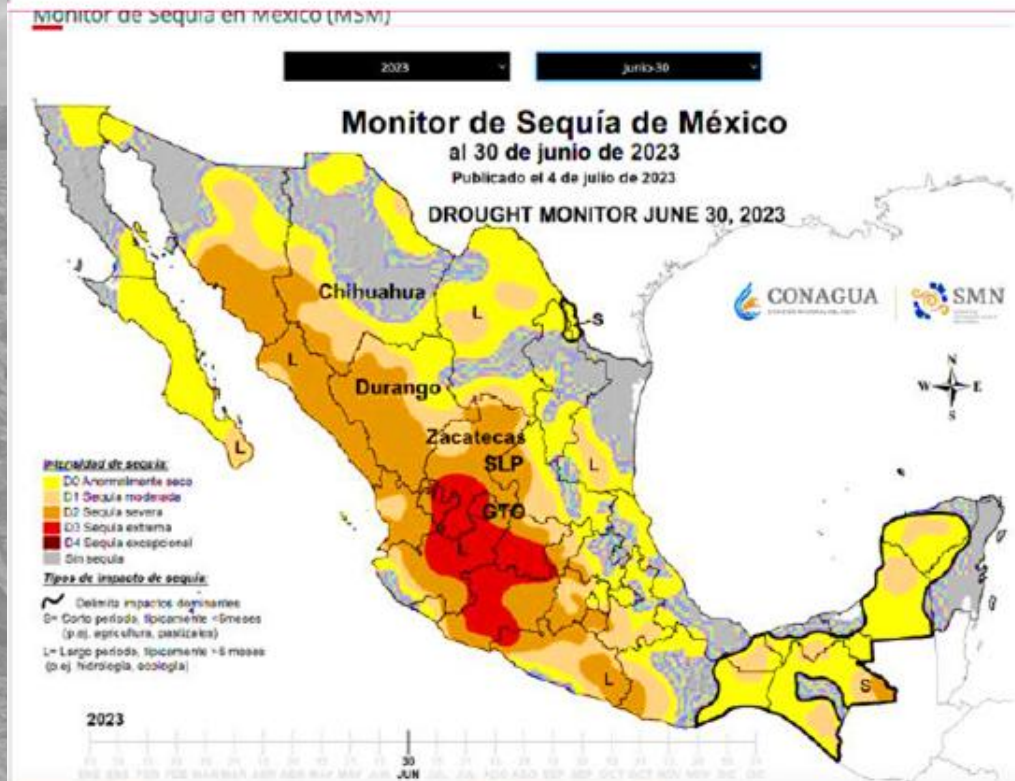 Monitor de Sequía en México (MSM)
2023
junio-30
Monitor de Sequía de México
al 30 de junio de 2023
Publicado el 4 de julio de 2023
DROUGHT MONITOR JUNE 30, 2023
CONAGUA
SMN
Chihuahua
L
S
L
N
W E
S
Durango
Zacatecas
L
SLP
L
GTO
L
L
S
Intensidad de sequía:
D0 Anormalmente seco
D1 Sequía moderada
D2 Sequía severa
D3 Sequía extrema
D4 Sequía excepcional
Sin sequía
Tipos de impacto de sequía:
Delimita impactos dominantes
S= Corto periodo, típicamente <6meses
(p.ej. agricultura, pastizales)
L= Largo periodo, típicamente >6 meses
(p.ej. hidrología, ecología)
2023
30
JUN